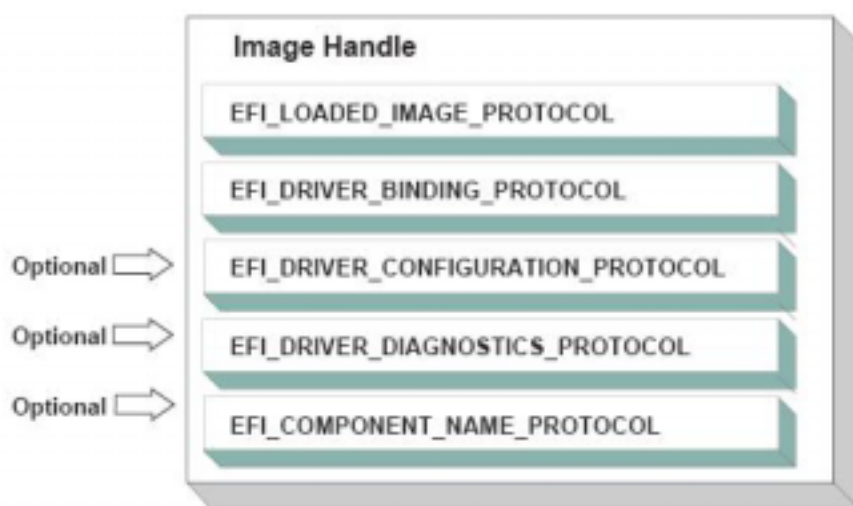 Image Handle
EFI_LOADED_IMAGE_PROTOCOL
EFI_DRIVER_BINDING_PROTOCOL
Optional EFI_DRIVER_CONFIGURATION_PROTOCOL
Optional EFI_DRIVER_DIAGNOSTICS_PROTOCOL
Optional EFI_COMPONENT_NAME_PROTOCOL